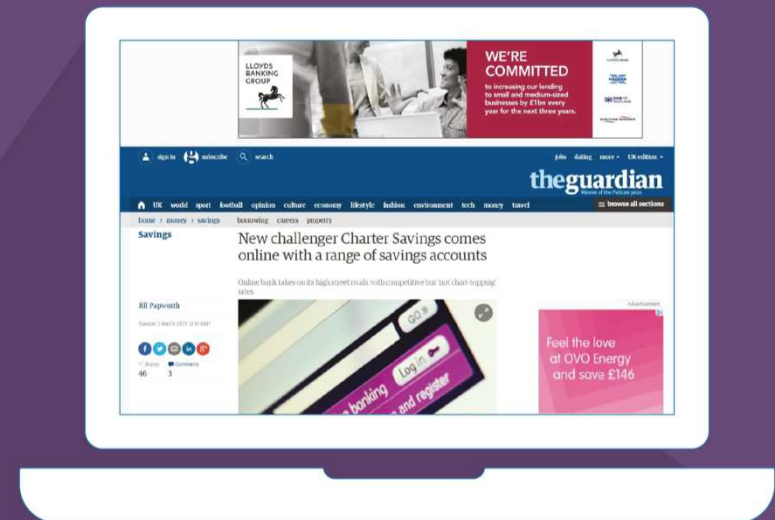 LLOYDS
BANKING
GROUP
WE'RE
COMMITTED
to increasing our lending
to small and medium-sized
businesses by £1bn every
year for the next three years.
sign in subscribe search
jobs dating more UK edition
theguardian
browse all sections
UK world sport football opinion culture economy lifestyle fashion environment tech money travel
home › money › savings borrowing careers property
Savings
New challenger Charter Savings comes
online with a range of savings accounts
Online bank takes on its high street rivals with competitive but 'not chart-topping'
rates
Jill Papworth
Shares Comments
46 3
GO »
Log in
banking
and register
Advertisement
Feel the love
at OVO Energy
and save £146